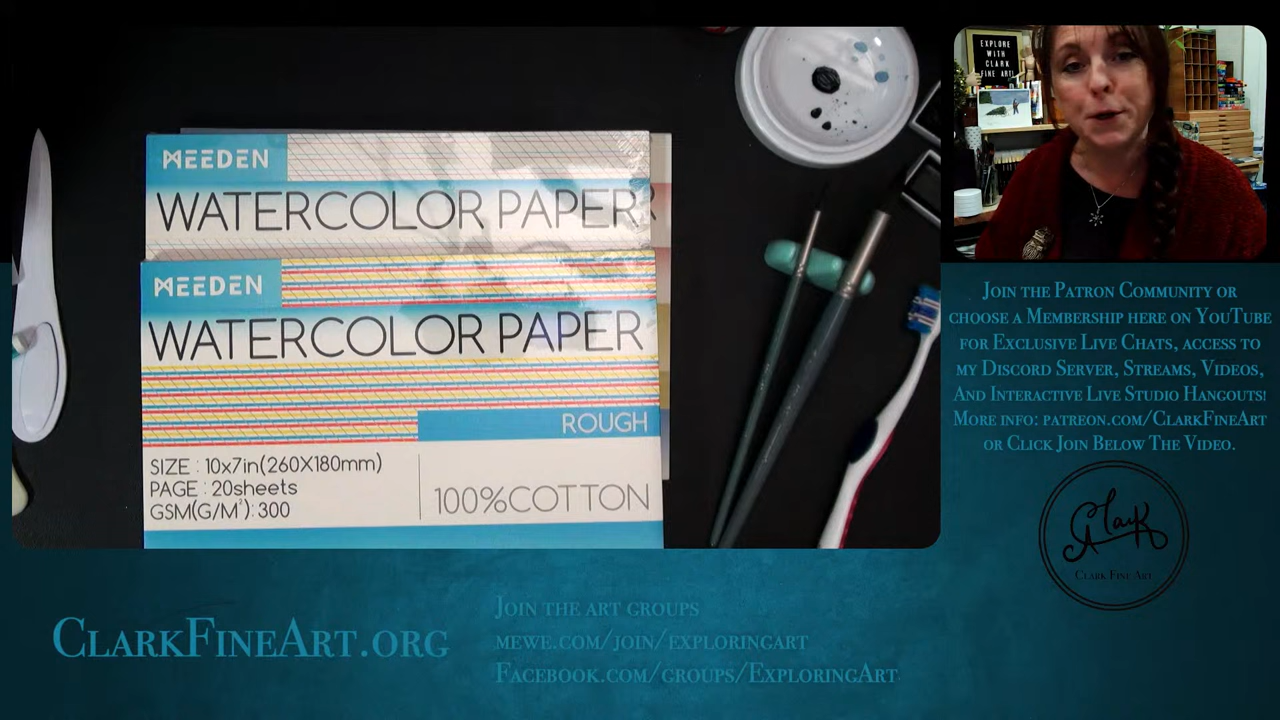 MEEDEN
WATERCOLOR PAPER
MEEDEN
WATERCOLOR PAPER
ROUGH
SIZE : 10x7in(260X180mm)
PAGE : 20sheets
GSM(G/M²): 300
100%COTTON
EXPLORE
WITH
CLARK
FINE ART!
Join the Patron Community or
choose a Membership here on YouTube
for Exclusive Live Chats, access to
my Discord Server, Streams, Videos,
And Interactive Live Studio Hangouts!
More info: patreon.com/ClarkFineArt
or Click Join Below The Video.
Clark
Clark Fine Art
ClarkFineArt.org
Join the art groups
mewe.com/join/exploringart
Facebook.com/groups/ExploringArt